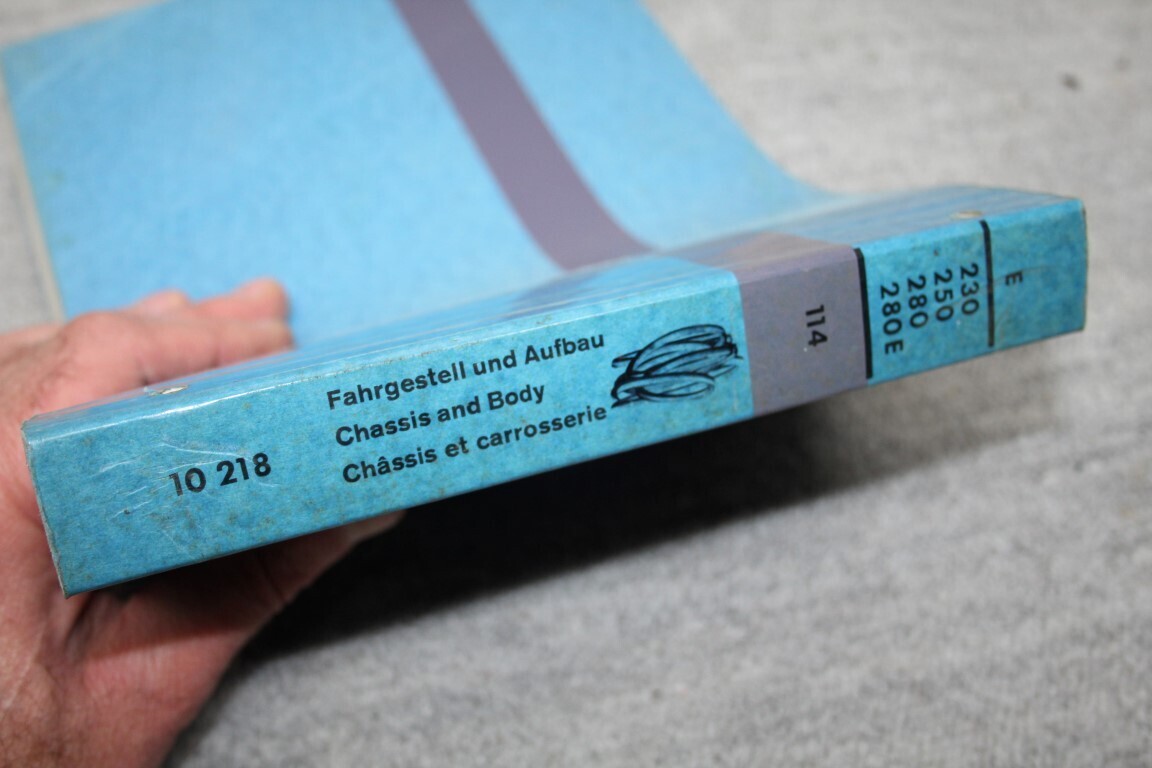 10 218
Fahrgestell und Aufbau
Chassis and Body
Châssis et carrosserie
114
230
250
280
280E
E